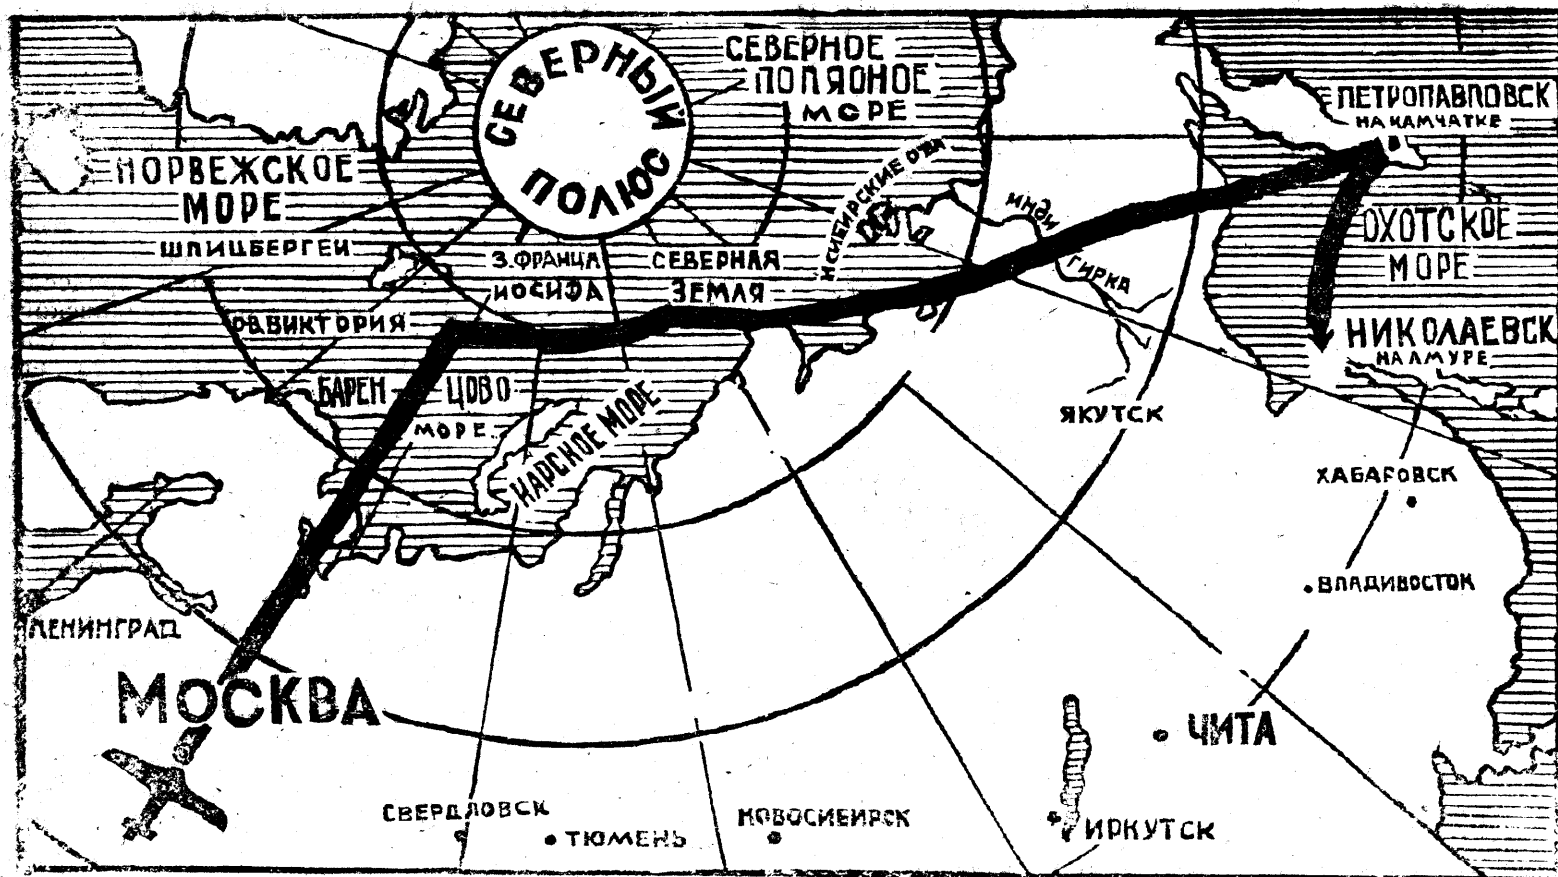 СЕВЕРНЫЙ
ПОЛЮС
СЕВЕРНОЕ
ПОЛЯОНОЕ
МОРЕ
ПЕТРОПАВЛОВСК
НА КАМЧАТКЕ
НОРВЕЖСКОЕ
МОРЕ
ШПИЦБЕРГЕН
З. ФРАНЦА
ИОСИФА
СЕВЕРНАЯ
ЗЕМЛЯ
Н СИБИРСКИЕ О'ВА
ИНДИ
ГИРКА
ОХОТСКОЕ
МОРЕ
О ВИКТОРИЯ
НИКОЛАЕВСК
НА АМУРЕ
БАРЕН ЦОВО
МОРЕ
КАРСКОЕ МОРЕ
ЯКУТСК
ХАБАРОВСК
ВЛАДИВОСТОК
ЛЕНИНГРАД
МОСКВА
ЧИТА
СВЕРДЛОВСК
ТЮМЕНЬ
НОВОСИБИРСК
ИРКУТСК